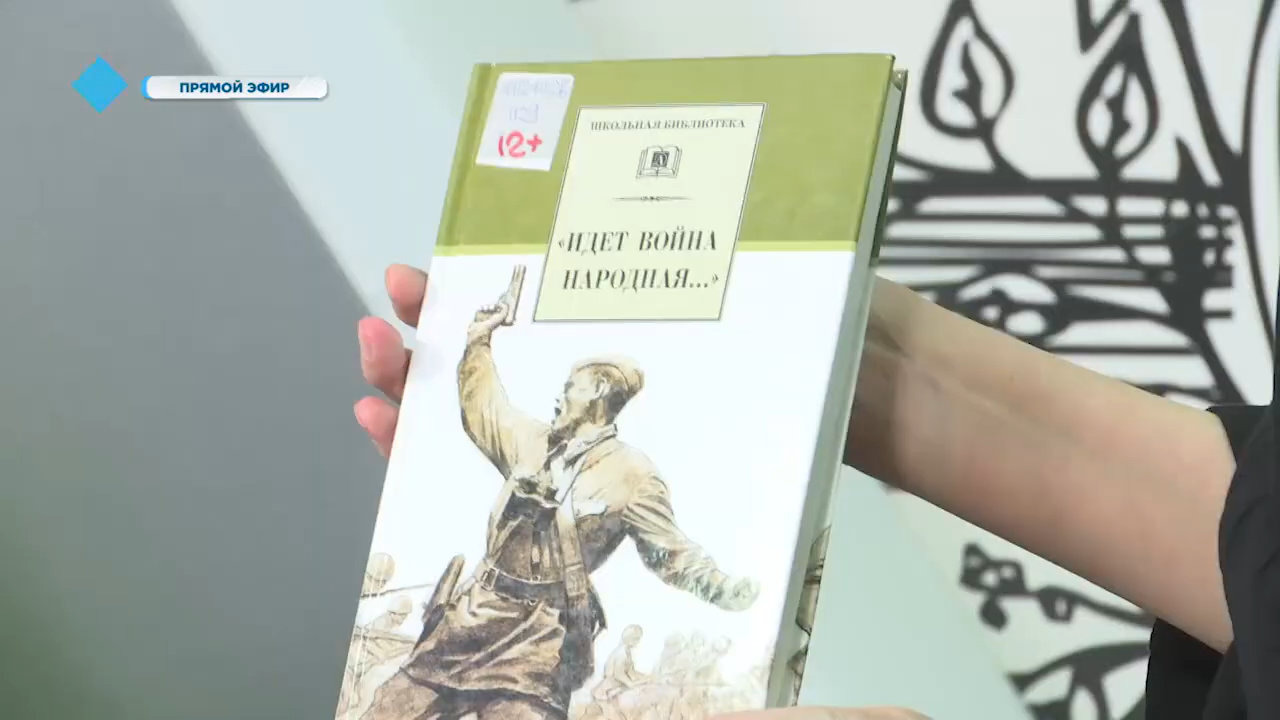 ПРЯМОЙ ЭФИР
12+
ШКОЛЬНАЯ БИБЛИОТЕКА
«ИДЕТ ВОЙНА
НАРОДНАЯ...»